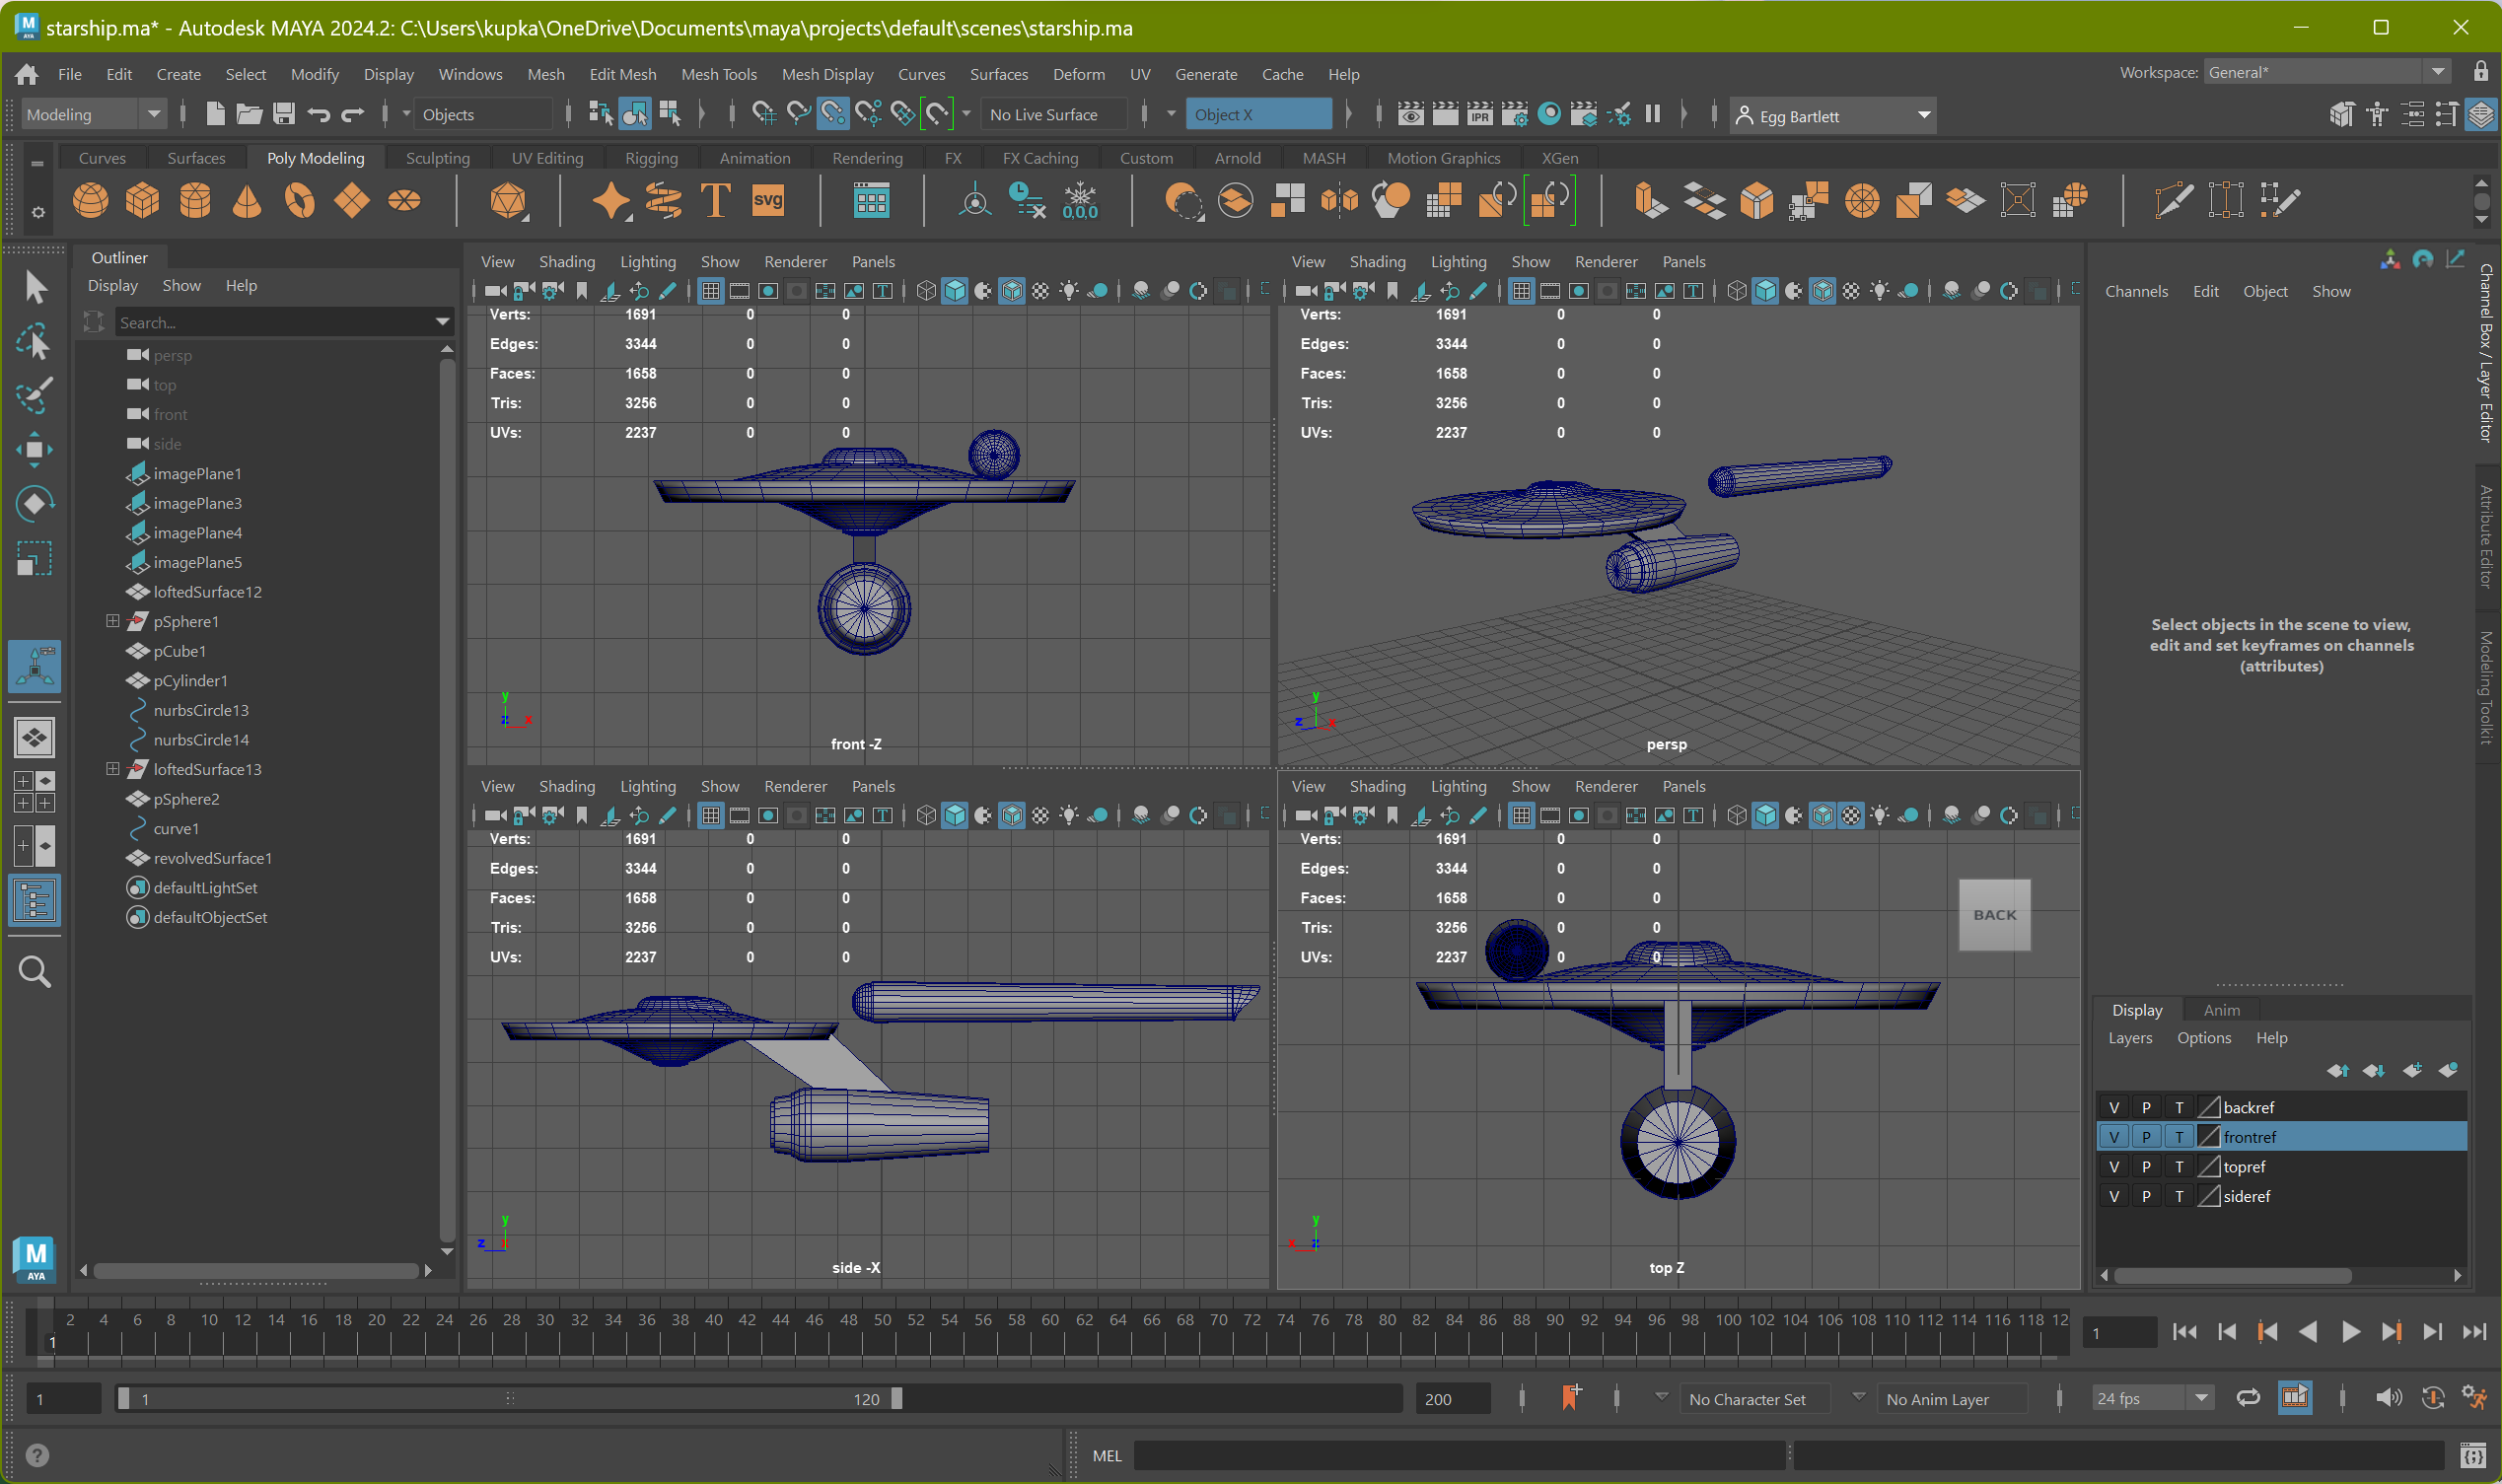 starship.ma* - Autodesk MAYA 2024.2: C:\Users\kupka\OneDrive\Documents\maya\projects\default\scenes\starship.ma
File Edit Create Select Modify Display Windows Mesh Edit Mesh Mesh Tools Mesh Display Curves Surfaces Deform UV Generate Cache Help
Workspace: General*
Modeling Objects No Live Surface Object X IPR Egg Bartlett
Curves Surfaces Poly Modeling Sculpting UV Editing Rigging Animation Rendering FX FX Caching Custom Arnold MASH Motion Graphics XGen
T svg 0,0,0
Outliner
Display Show Help
Search...
persp
top
front
side
imagePlane1
imagePlane3
imagePlane4
imagePlane5
loftedSurface12
pSphere1
pCube1
pCylinder1
nurbsCircle13
nurbsCircle14
loftedSurface13
pSphere2
curve1
revolvedSurface1
defaultLightSet
defaultObjectSet
M
AYA
View Shading Lighting Show Renderer Panels
Verts: 1691 0 0
Edges: 3344 0 0
Faces: 1658 0 0
Tris: 3256 0 0
UVs: 2237 0 0
y
z x
front -Z
View Shading Lighting Show Renderer Panels
Verts: 1691 0 0
Edges: 3344 0 0
Faces: 1658 0 0
Tris: 3256 0 0
UVs: 2237 0 0
y
z x
persp
View Shading Lighting Show Renderer Panels
Verts: 1691 0 0
Edges: 3344 0 0
Faces: 1658 0 0
Tris: 3256 0 0
UVs: 2237 0 0
y
z x
side -X
View Shading Lighting Show Renderer Panels
Verts: 1691 0 0
Edges: 3344 0 0
Faces: 1658 0 0
Tris: 3256 0 0
UVs: 2237 0 0
BACK
y
x z
top Z
Channels Edit Object Show
Select objects in the scene to view,
edit and set keyframes on channels
(attributes)
Channel Box / Layer Editor
Attribute Editor
Modeling Toolkit
Display Anim
Layers Options Help
V P T backref
V P T frontref
V P T topref
V P T sideref
2 4 6 8 10 12 14 16 18 20 22 24 26 28 30 32 34 36 38 40 42 44 46 48 50 52 54 56 58 60 62 64 66 68 70 72 74 76 78 80 82 84 86 88 90 92 94 96 98 100 102 104 106 108 110 112 114 116 118 12
1 1
1 1 120 200 No Character Set No Anim Layer 24 fps
? MEL